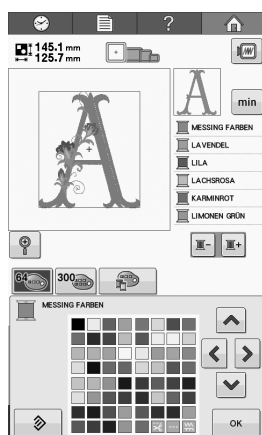 ?
145.1 mm
125.7 mm
min
MESSING FARBEN
LAVENDEL
LILA
LACHSROSA
KARMINROT
LIMONEN GRÜN
- +
64 300
MESSING FARBEN
OK